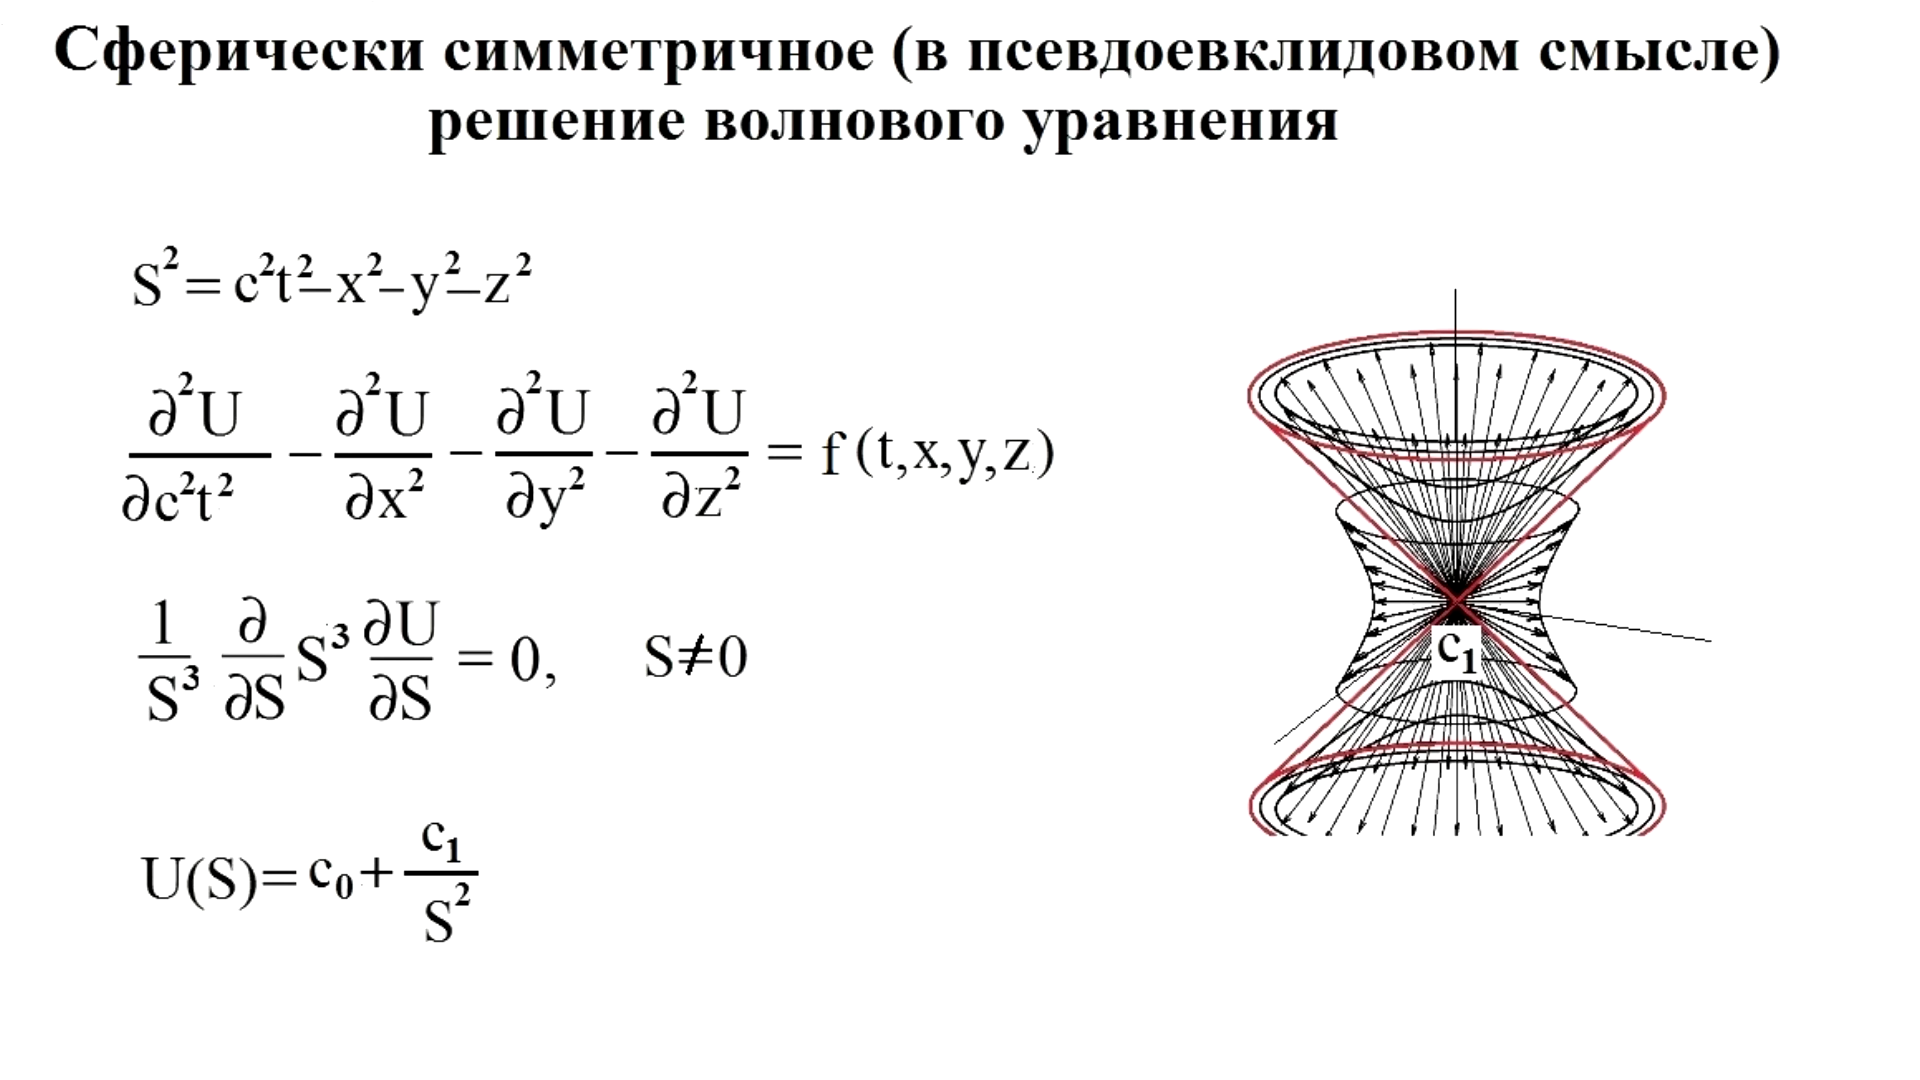 Сферически симметричное (в псевдоевклидовом смысле)
решение волнового уравнения
S² = c²t² – x² – y² – z²
∂²U/∂c²t² – ∂²U/∂x² – ∂²U/∂y² – ∂²U/∂z² = f (t,x,y,z)
1/S³ ∂/∂S S³ ∂U/∂S = 0, S≠0
U(S) = c₀ + c₁/S²
c₁